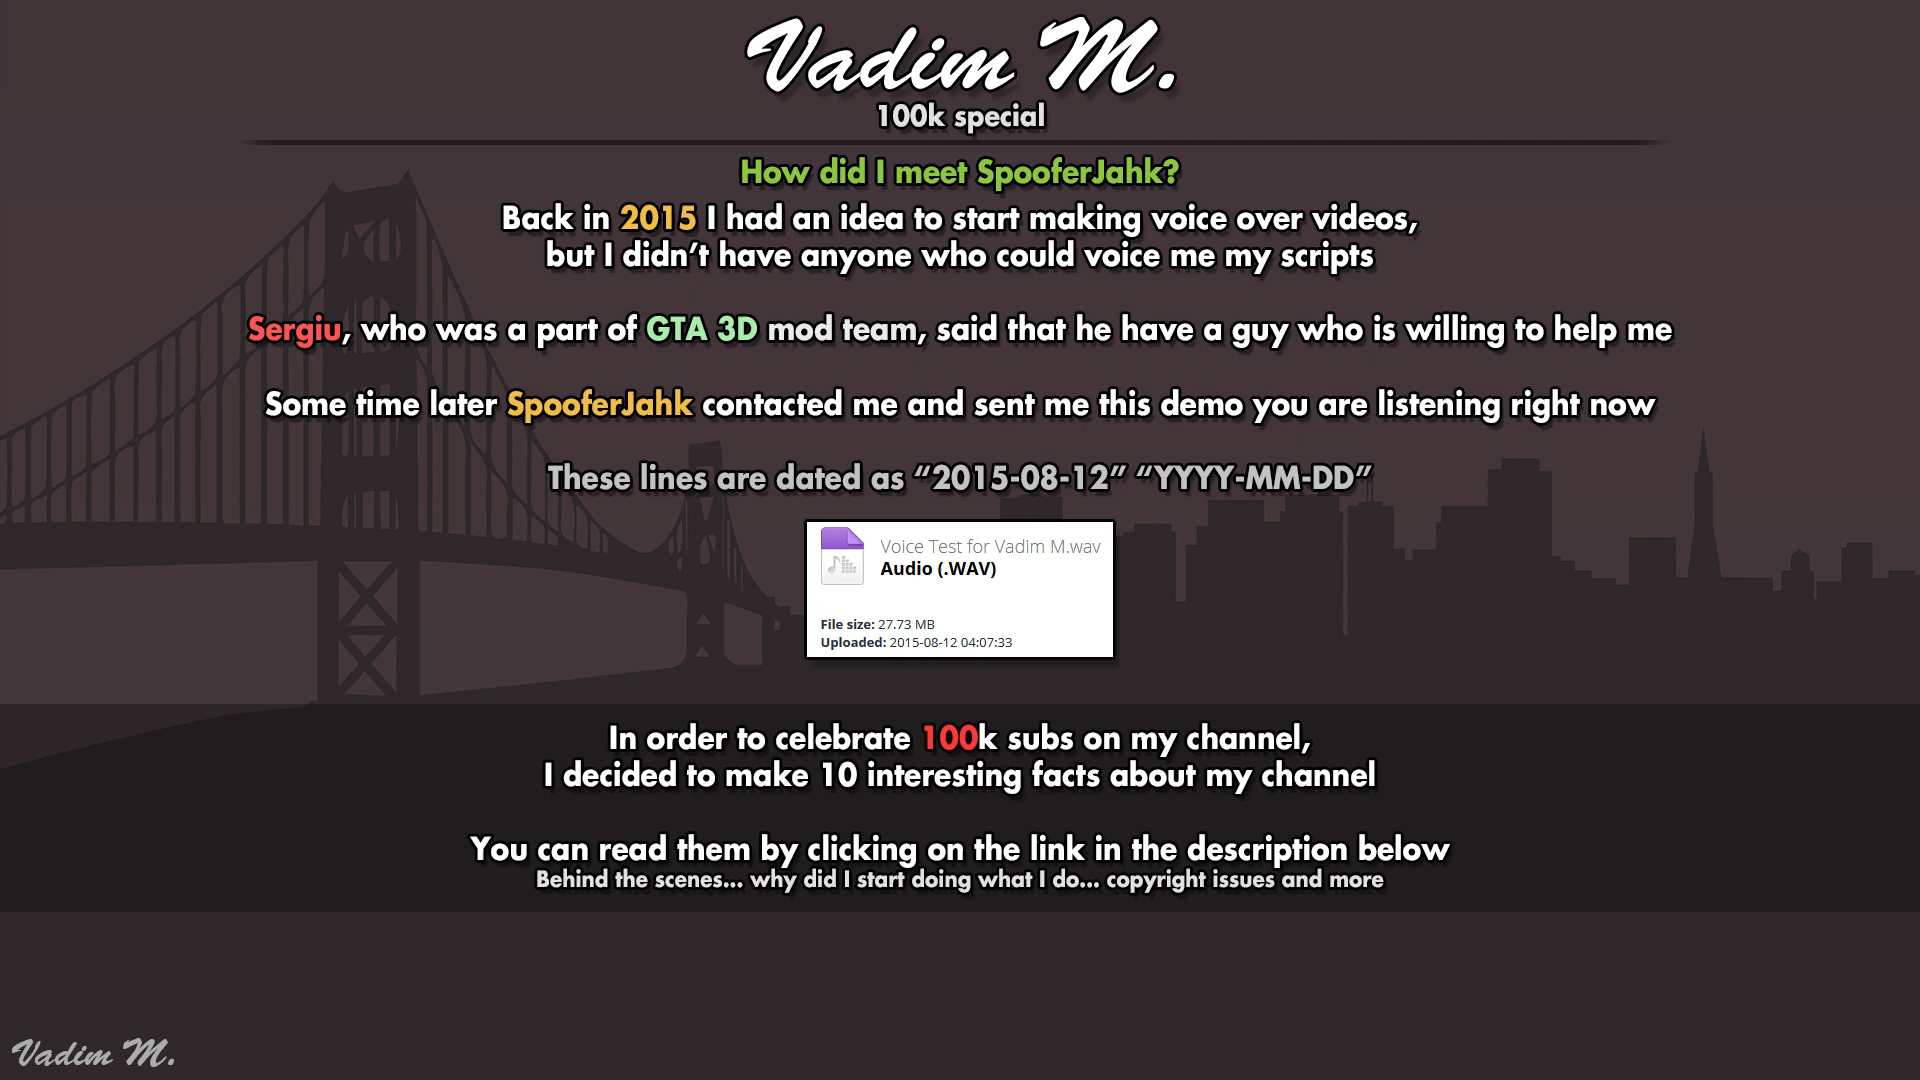 Vadim M.
100k special
How did I meet SpooferJahk?
Back in 2015 I had an idea to start making voice over videos,
but I didn’t have anyone who could voice me my scripts
Sergiu, who was a part of GTA 3D mod team, said that he have a guy who is willing to help me
Some time later SpooferJahk contacted me and sent me this demo you are listening right now
These lines are dated as “2015-08-12” “YYYY-MM-DD”
Voice Test for Vadim M.wav
Audio (.WAV)
File size: 27.73 MB
Uploaded: 2015-08-12 04:07:33
In order to celebrate 100k subs on my channel,
I decided to make 10 interesting facts about my channel
You can read them by clicking on the link in the description below
Behind the scenes... why did I start doing what I do... copyright issues and more
Vadim M.